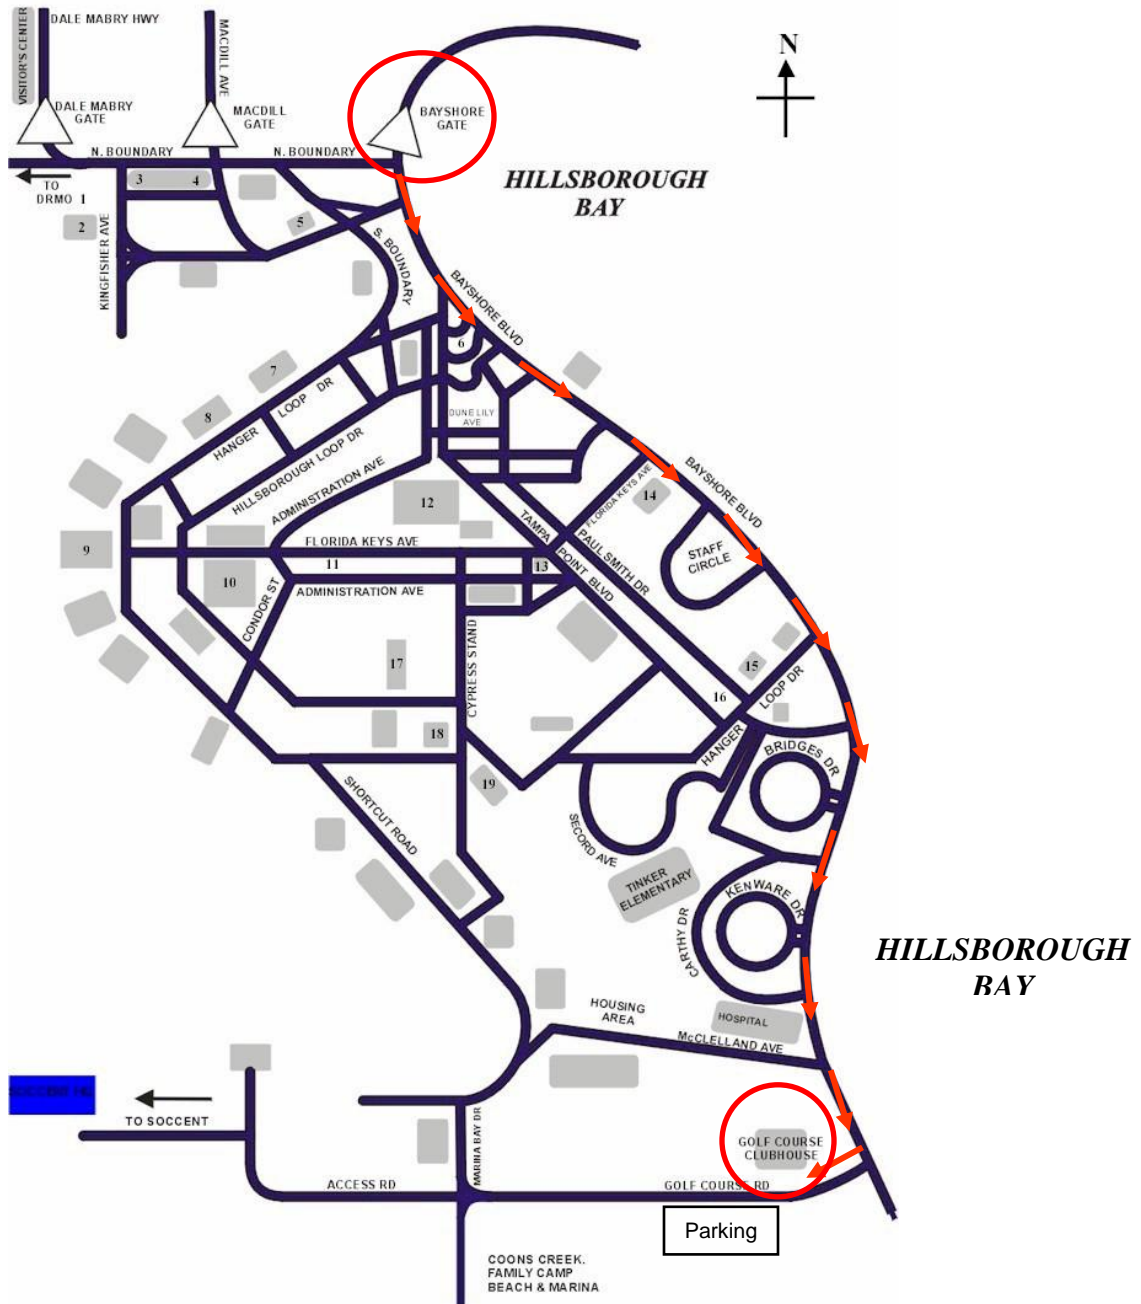 DALE MABRY HWY
VISITOR'S CENTER
MACDILL AVE
N
DALE MABRY
GATE
MACDILL
GATE
BAYSHORE
GATE
N. BOUNDARY
N. BOUNDARY
HILLSBOROUGH
BAY
TO
DRMO 1
2
3
4
5
KINGFISHER AVE
S. BOUNDARY
BAYSHORE BLVD
6
7
8
HANGER
LOOP DR
DUNE LILY
AVE
HILLSBOROUGH LOOP DR
ADMINISTRATION AVE
BAYSHORE BLVD
FLORIDA KEYS AVE
14
12
TAMPA
POINT BLVD
PAUL SMITH DR
STAFF
CIRCLE
9
FLORIDA KEYS AVE
11
13
10
ADMINISTRATION AVE
CONDOR ST
CYPRESS STAND
17
15
16
LOOP DR
HANGER
18
BRIDGES DR
19
SHORTCUT ROAD
SECORD AVE
TINKER
ELEMENTARY
KENWARE DR
CARTHY DR
HILLSBOROUGH
BAY
HOUSING
AREA
HOSPITAL
McCLELLAND AVE
TO SOCCENT
MARINA BAY DR
GOLF COURSE
CLUBHOUSE
ACCESS RD
GOLF COURSE RD
Parking
COONS CREEK.
FAMILY CAMP
BEACH & MARINA